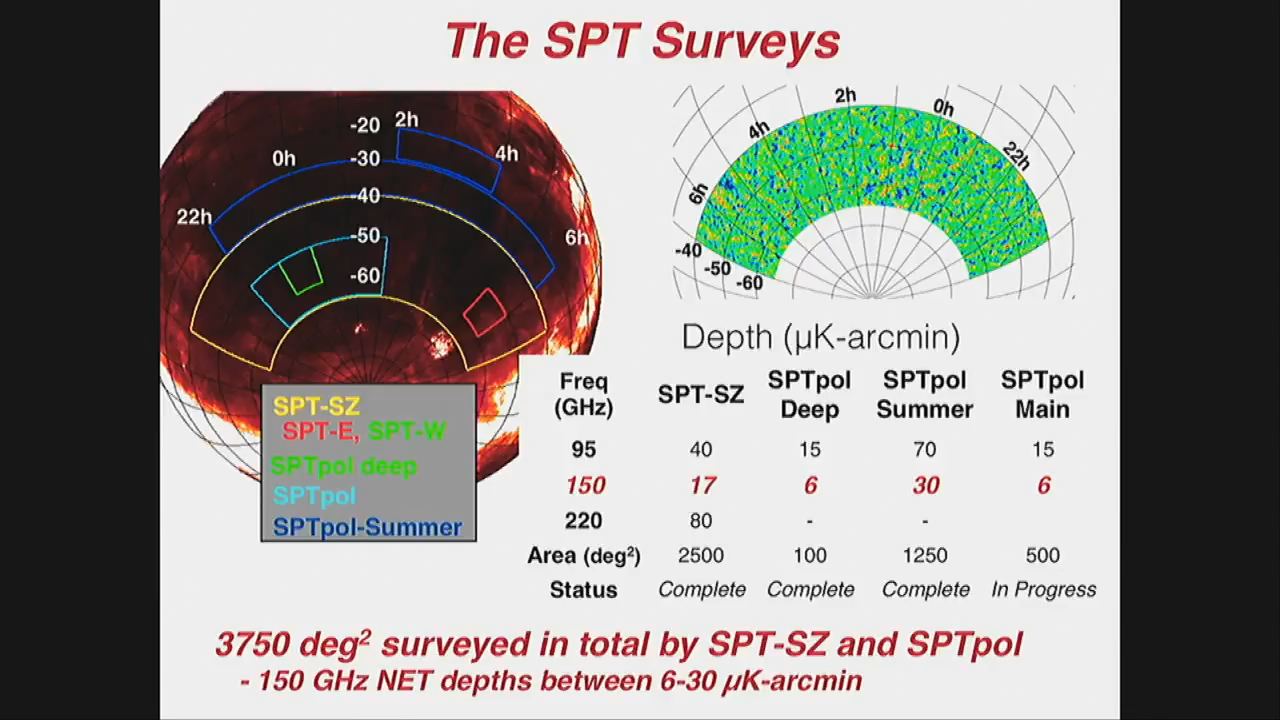 The SPT Surveys
-20 2h
0h -30 4h
-40
22h -50 6h
-60
SPT-SZ
SPT-E, SPT-W
SPTpol deep
SPTpol
SPTpol-Summer
2h 0h
4h 22h
6h
-40
-50
-60
Depth (µK-arcmin)
Freq (GHz) SPT-SZ SPTpol Deep SPTpol Summer SPTpol Main
95 40 15 70 15
150 17 6 30 6
220 80 - -
Area (deg²) 2500 100 1250 500
Status Complete Complete Complete In Progress
3750 deg² surveyed in total by SPT-SZ and SPTpol
- 150 GHz NET depths between 6-30 µK-arcmin